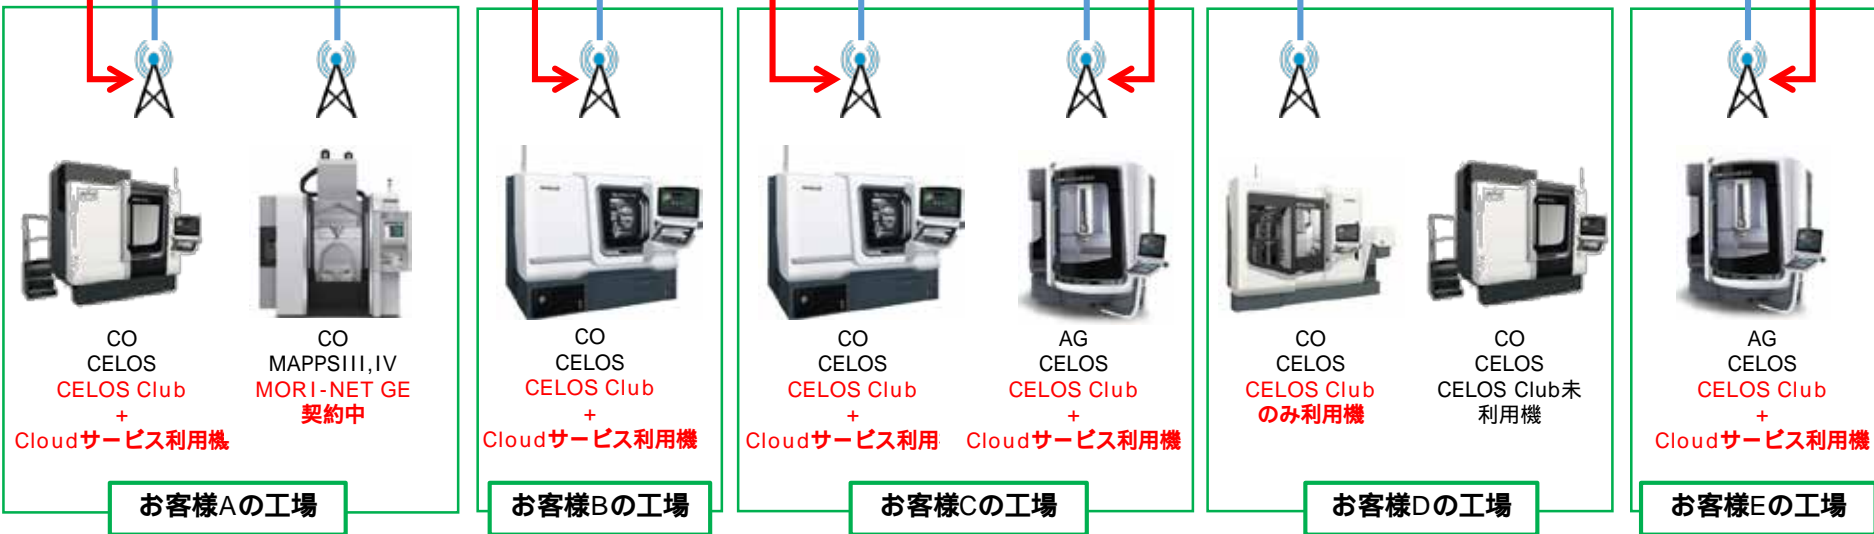 CO
CELOS
CELOS Club
+
Cloudサービス利用機
CO
MAPPSIII,IV
MORI-NET GE
契約中
お客様Aの工場
CO
CELOS
CELOS Club
+
Cloudサービス利用機
お客様Bの工場
CO
CELOS
CELOS Club
+
Cloudサービス利用
AG
CELOS
CELOS Club
+
Cloudサービス利用機
お客様Cの工場
CO
CELOS
CELOS Club
のみ利用機
CO
CELOS
CELOS Club未
利用機
お客様Dの工場
AG
CELOS
CELOS Club
+
Cloudサービス利用機
お客様Eの工場